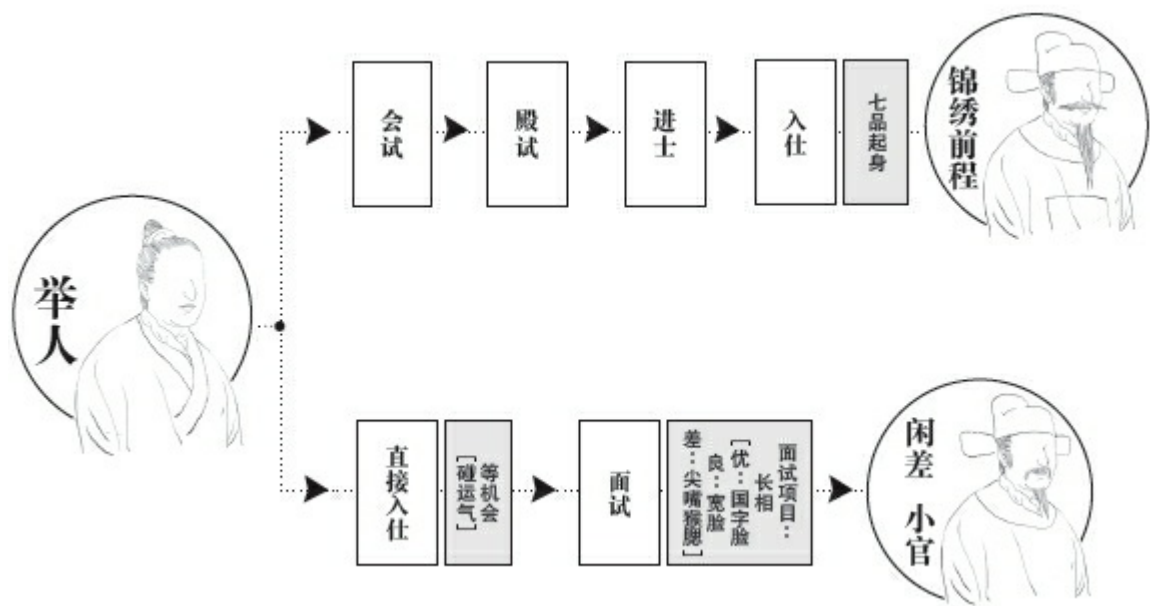 举人
会试
殿试
进士
入仕
七品起身
锦绣前程
直接入仕
等机会
[碰运气]
面试
面试项目：
长相
[优：国字脸
良：宽脸
差：尖嘴猴腮]
闲差 小官